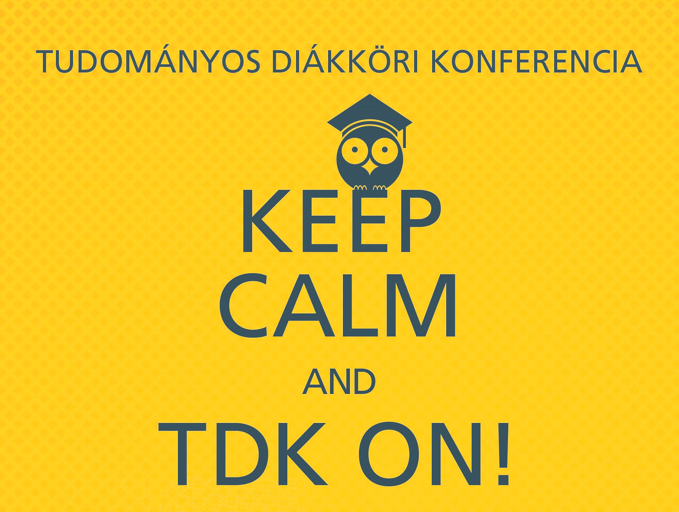 TUDOMÁNYOS DIÁKKÖRI KONFERENCIA
KEEP
CALM
AND
TDK ON!